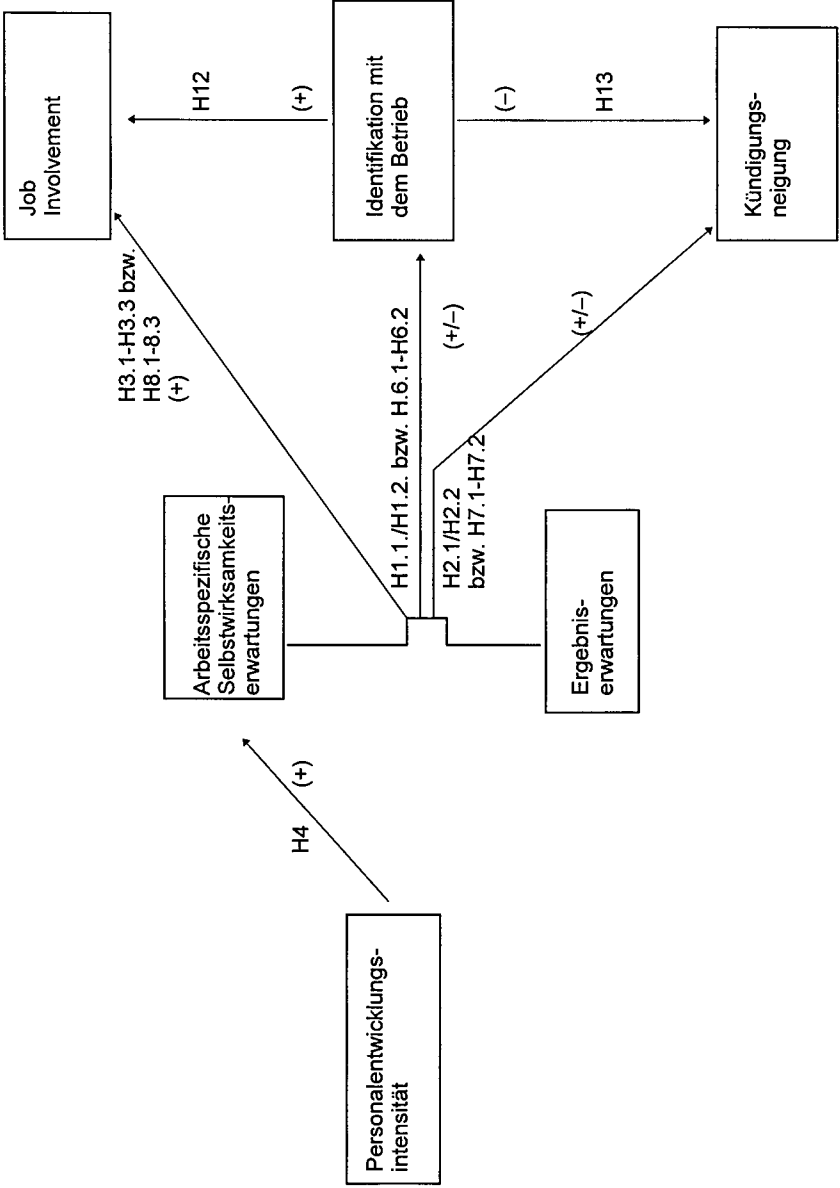 Personalentwicklungs-
intensität
H4
(+)
Arbeitsspezifische
Selbstwirksamkeits-
erwartungen
Ergebnis-
erwartungen
H3.1-H3.3 bzw.
H8.1-8.3
(+)
H1.1./H1.2. bzw. H.6.1-H6.2
(+/–)
H2.1/H2.2
bzw. H7.1-H7.2
(+/–)
Job
Involvement
H12
(+)
Identifikation mit
dem Betrieb
(–)
H13
Kündigungs-
neigung